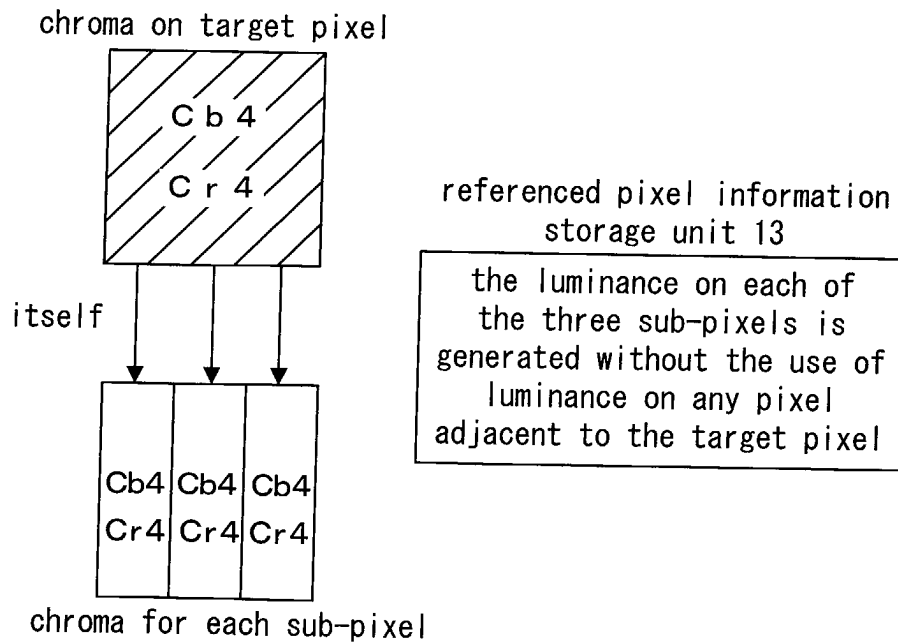 chroma on target pixel
Cb4
Cr4
itself
Cb4 Cb4 Cb4
Cr4 Cr4 Cr4
chroma for each sub-pixel
referenced pixel information
storage unit 13
the luminance on each of
the three sub-pixels is
generated without the use of
luminance on any pixel
adjacent to the target pixel